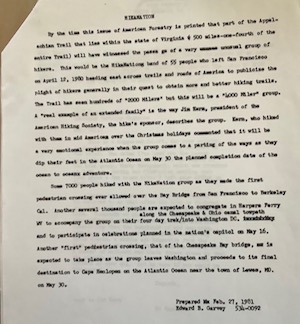 HIKANATION
By the time this issue of American Forestry is printed that part of the Appal-
achian Trail that lies within the state of Virginia # 500 miles-one-fourth of the
entire Trail) will have witnessed the passa ge of a very unusual group of
hikers. This would be the HikaNation band of 55 people who left San Francisco
on April 12, 1980 heading east across trails and roads of America to publicize the
plight of hikers generally in their quest to obtain more and better hiking trails.
The Trail has seen hundreds of "2000 Milers" but this will be a "4000 Miler" group.
A "real example of an extended family" is the way Jim Kern, president of the
American Hiking Society, the hike's sponsor, describes the group. Kern, who hiked
with them in mid America over the Christmas holidays commented that it will be
a very emotional experience when the group comes to a parting of the ways as they
dip their feet in the Atlantic Ocean on May 30 the planned completion date of the
ocean to ocean adventure.
Some 7000 people hiked with the HikaNation group as they made the first
pedestrian crossing ever allowed over the Bay Bridge from San Francisco to Berkeley
Cal. Another several thousand people are expected to congregate in Harpers Ferry
along the Chesapeake & Ohio canal towpath
WV to accompany the group on their four day trek/into Washington DC,
and to participate in celebrations planned in the nation's capitol on May 16.
Another "first" pedestrian crossing, that of the Chesapeake Bay bridge, is
expected to take place as the group leaves Washington and proceeds to its final
destination to Cape Henlopen on the Atlantic Ocean near the town of Lewes, MD.
on May 30.
Prepared Feb. 27, 1981
Edward B. Garvey 534-0092